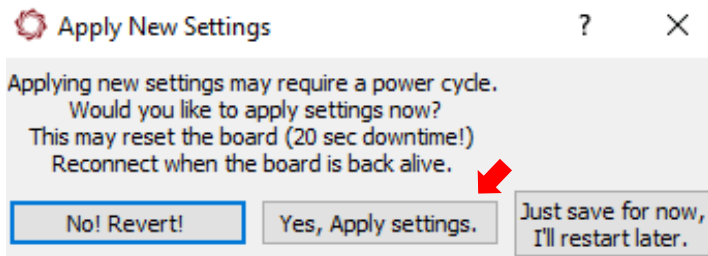 Apply New Settings
?
Applying new settings may require a power cycle.
Would you like to apply settings now?
This may reset the board (20 sec downtime!)
Reconnect when the board is back alive.
No! Revert!
Yes, Apply settings.
Just save for now,
I'll restart later.